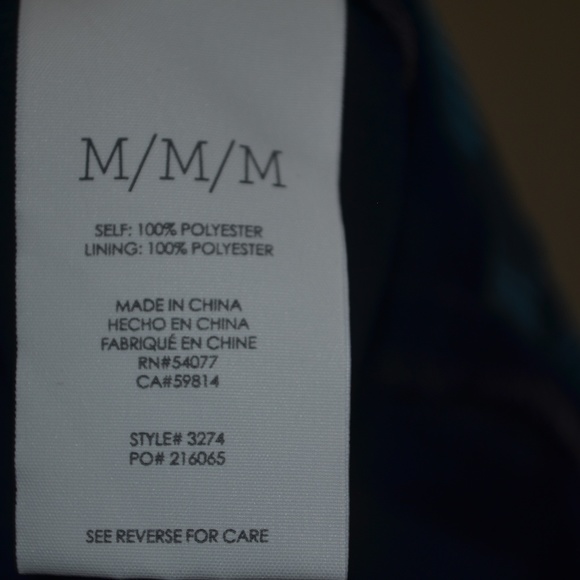 M/M/M
SELF: 100% POLYESTER
LINING: 100% POLYESTER
MADE IN CHINA
HECHO EN CHINA
FABRIQUÉ EN CHINE
RN#54077
CA#59814
STYLE# 3274
PO# 216065
SEE REVERSE FOR CARE